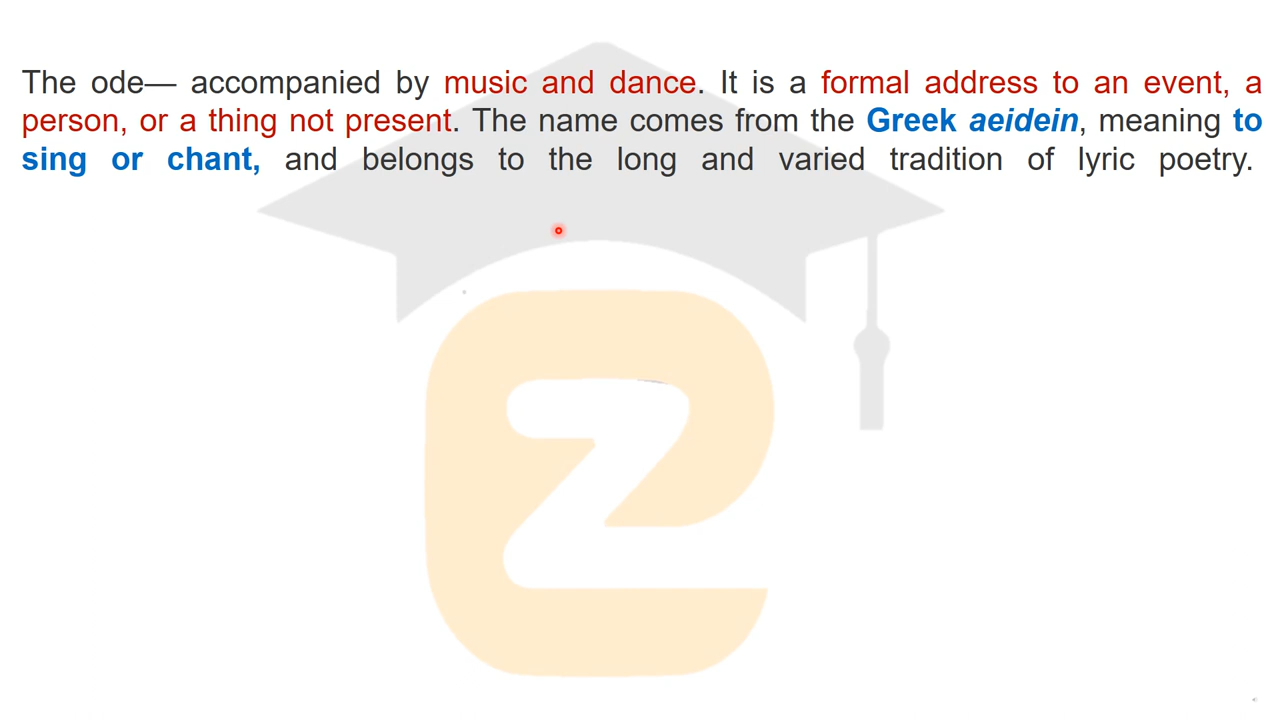 The ode— accompanied by music and dance. It is a formal address to an event, a
person, or a thing not present. The name comes from the Greek aeidein, meaning to
sing or chant, and belongs to the long and varied tradition of lyric poetry.